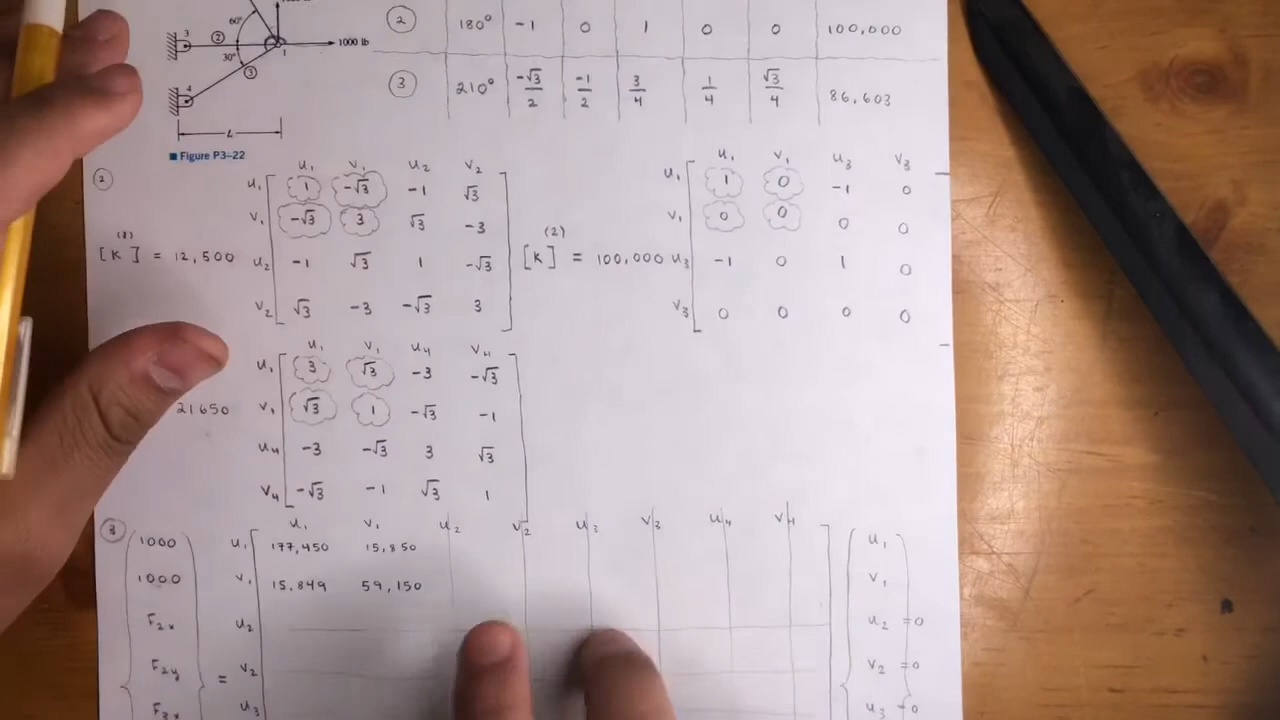 60°
3 ② 1 1000 lb
30°
③
4
L
■ Figure P3–22
② 180° -1 0 1 0 0 100,000
③ 210° -√3/2 -1/2 3/4 1/4 √3/4 86,603
②
u₁ v₁ u₂ v₂
u₁ 1 -√3 -1 √3
v₁ -√3 3 √3 -3
[K]⁽¹⁾ = 12,500 u₂ -1 √3 1 -√3
v₂ √3 -3 -√3 3
u₁ v₁ u₃ v₃
u₁ 1 0 -1 0
v₁ 0 0 0 0
[K]⁽²⁾ = 100,000 u₃ -1 0 1 0
v₃ 0 0 0 0
u₁ v₁ u₄ v₄
u₁ 3 √3 -3 -√3
21650 v₁ √3 1 -√3 -1
u₄ -3 -√3 3 √3
v₄ -√3 -1 √3 1
③
u₁ v₁ u₂ v₂ u₃ v₃ u₄ v₄
1000 u₁ 177,450 15,850 u₁
1000 v₁ 15,849 59,150 v₁
F₂ₓ u₂ u₂ =0
F₂y = v₂ v₂ =0
F₃ₓ u₃ u₃ =0